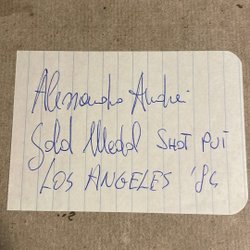 Alessandro Andrei
Gold Medal SHOT PUT
LOS ANGELES '84